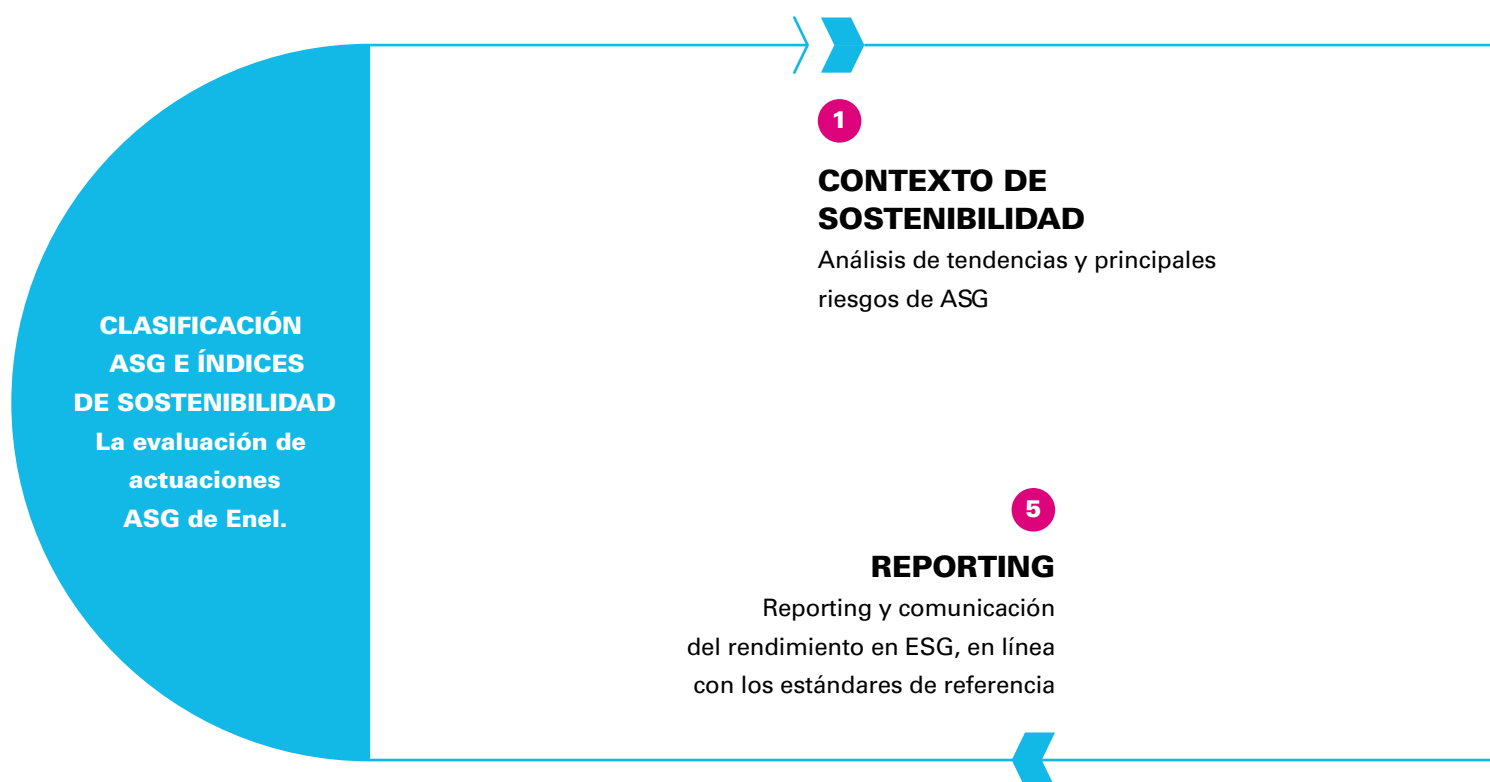 CLASIFICACIÓN
ASG E ÍNDICES
DE SOSTENIBILIDAD
La evaluación de
actuaciones
ASG de Enel.
1
CONTEXTO DE
SOSTENIBILIDAD
Análisis de tendencias y principales
riesgos de ASG
5
REPORTING
Reporting y comunicación
del rendimiento en ESG, en línea
con los estándares de referencia